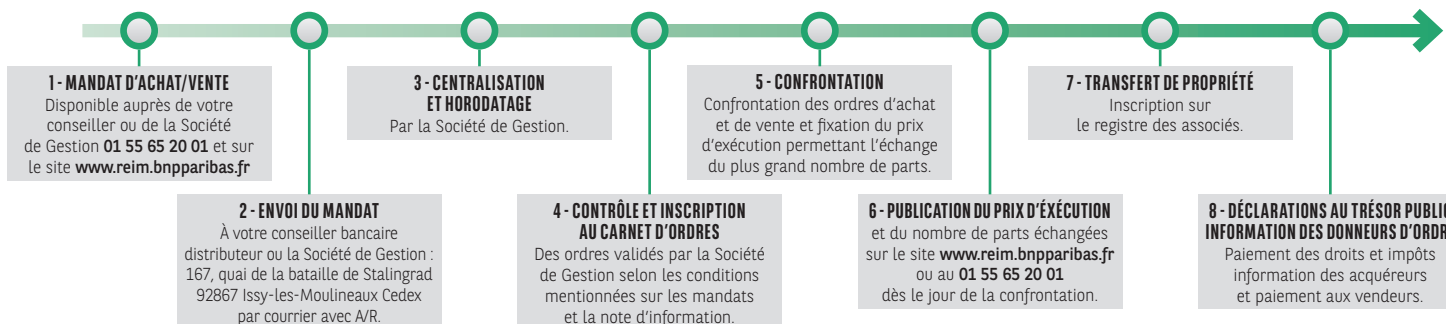 1 - MANDAT D'ACHAT/VENTE
Disponible auprès de votre
conseiller ou de la Société
de Gestion 01 55 65 20 01 et sur
le site www.reim.bnpparibas.fr
2 - ENVOI DU MANDAT
À votre conseiller bancaire
distributeur ou la Société de Gestion :
167, quai de la bataille de Stalingrad
92867 Issy-les-Moulineaux Cedex
par courrier avec A/R.
3 - CENTRALISATION
ET HORODATAGE
Par la Société de Gestion.
4 - CONTRÔLE ET INSCRIPTION
AU CARNET D'ORDRES
Des ordres validés par la Société
de Gestion selon les conditions
mentionnées sur les mandats
et la note d'information.
5 - CONFRONTATION
Confrontation des ordres d'achat
et de vente et fixation du prix
d'exécution permettant l'échange
du plus grand nombre de parts.
6 - PUBLICATION DU PRIX D'ÉXÉCUTION
et du nombre de parts échangées
sur le site www.reim.bnpparibas.fr
ou au 01 55 65 20 01
dès le jour de la confrontation.
7 - TRANSFERT DE PROPRIÉTÉ
Inscription sur
le registre des associés.
8 - DÉCLARATIONS AU TRÉSOR PUBLIC
INFORMATION DES DONNEURS D'ORDR
Paiement des droits et impôts
information des acquéreurs
et paiement aux vendeurs.